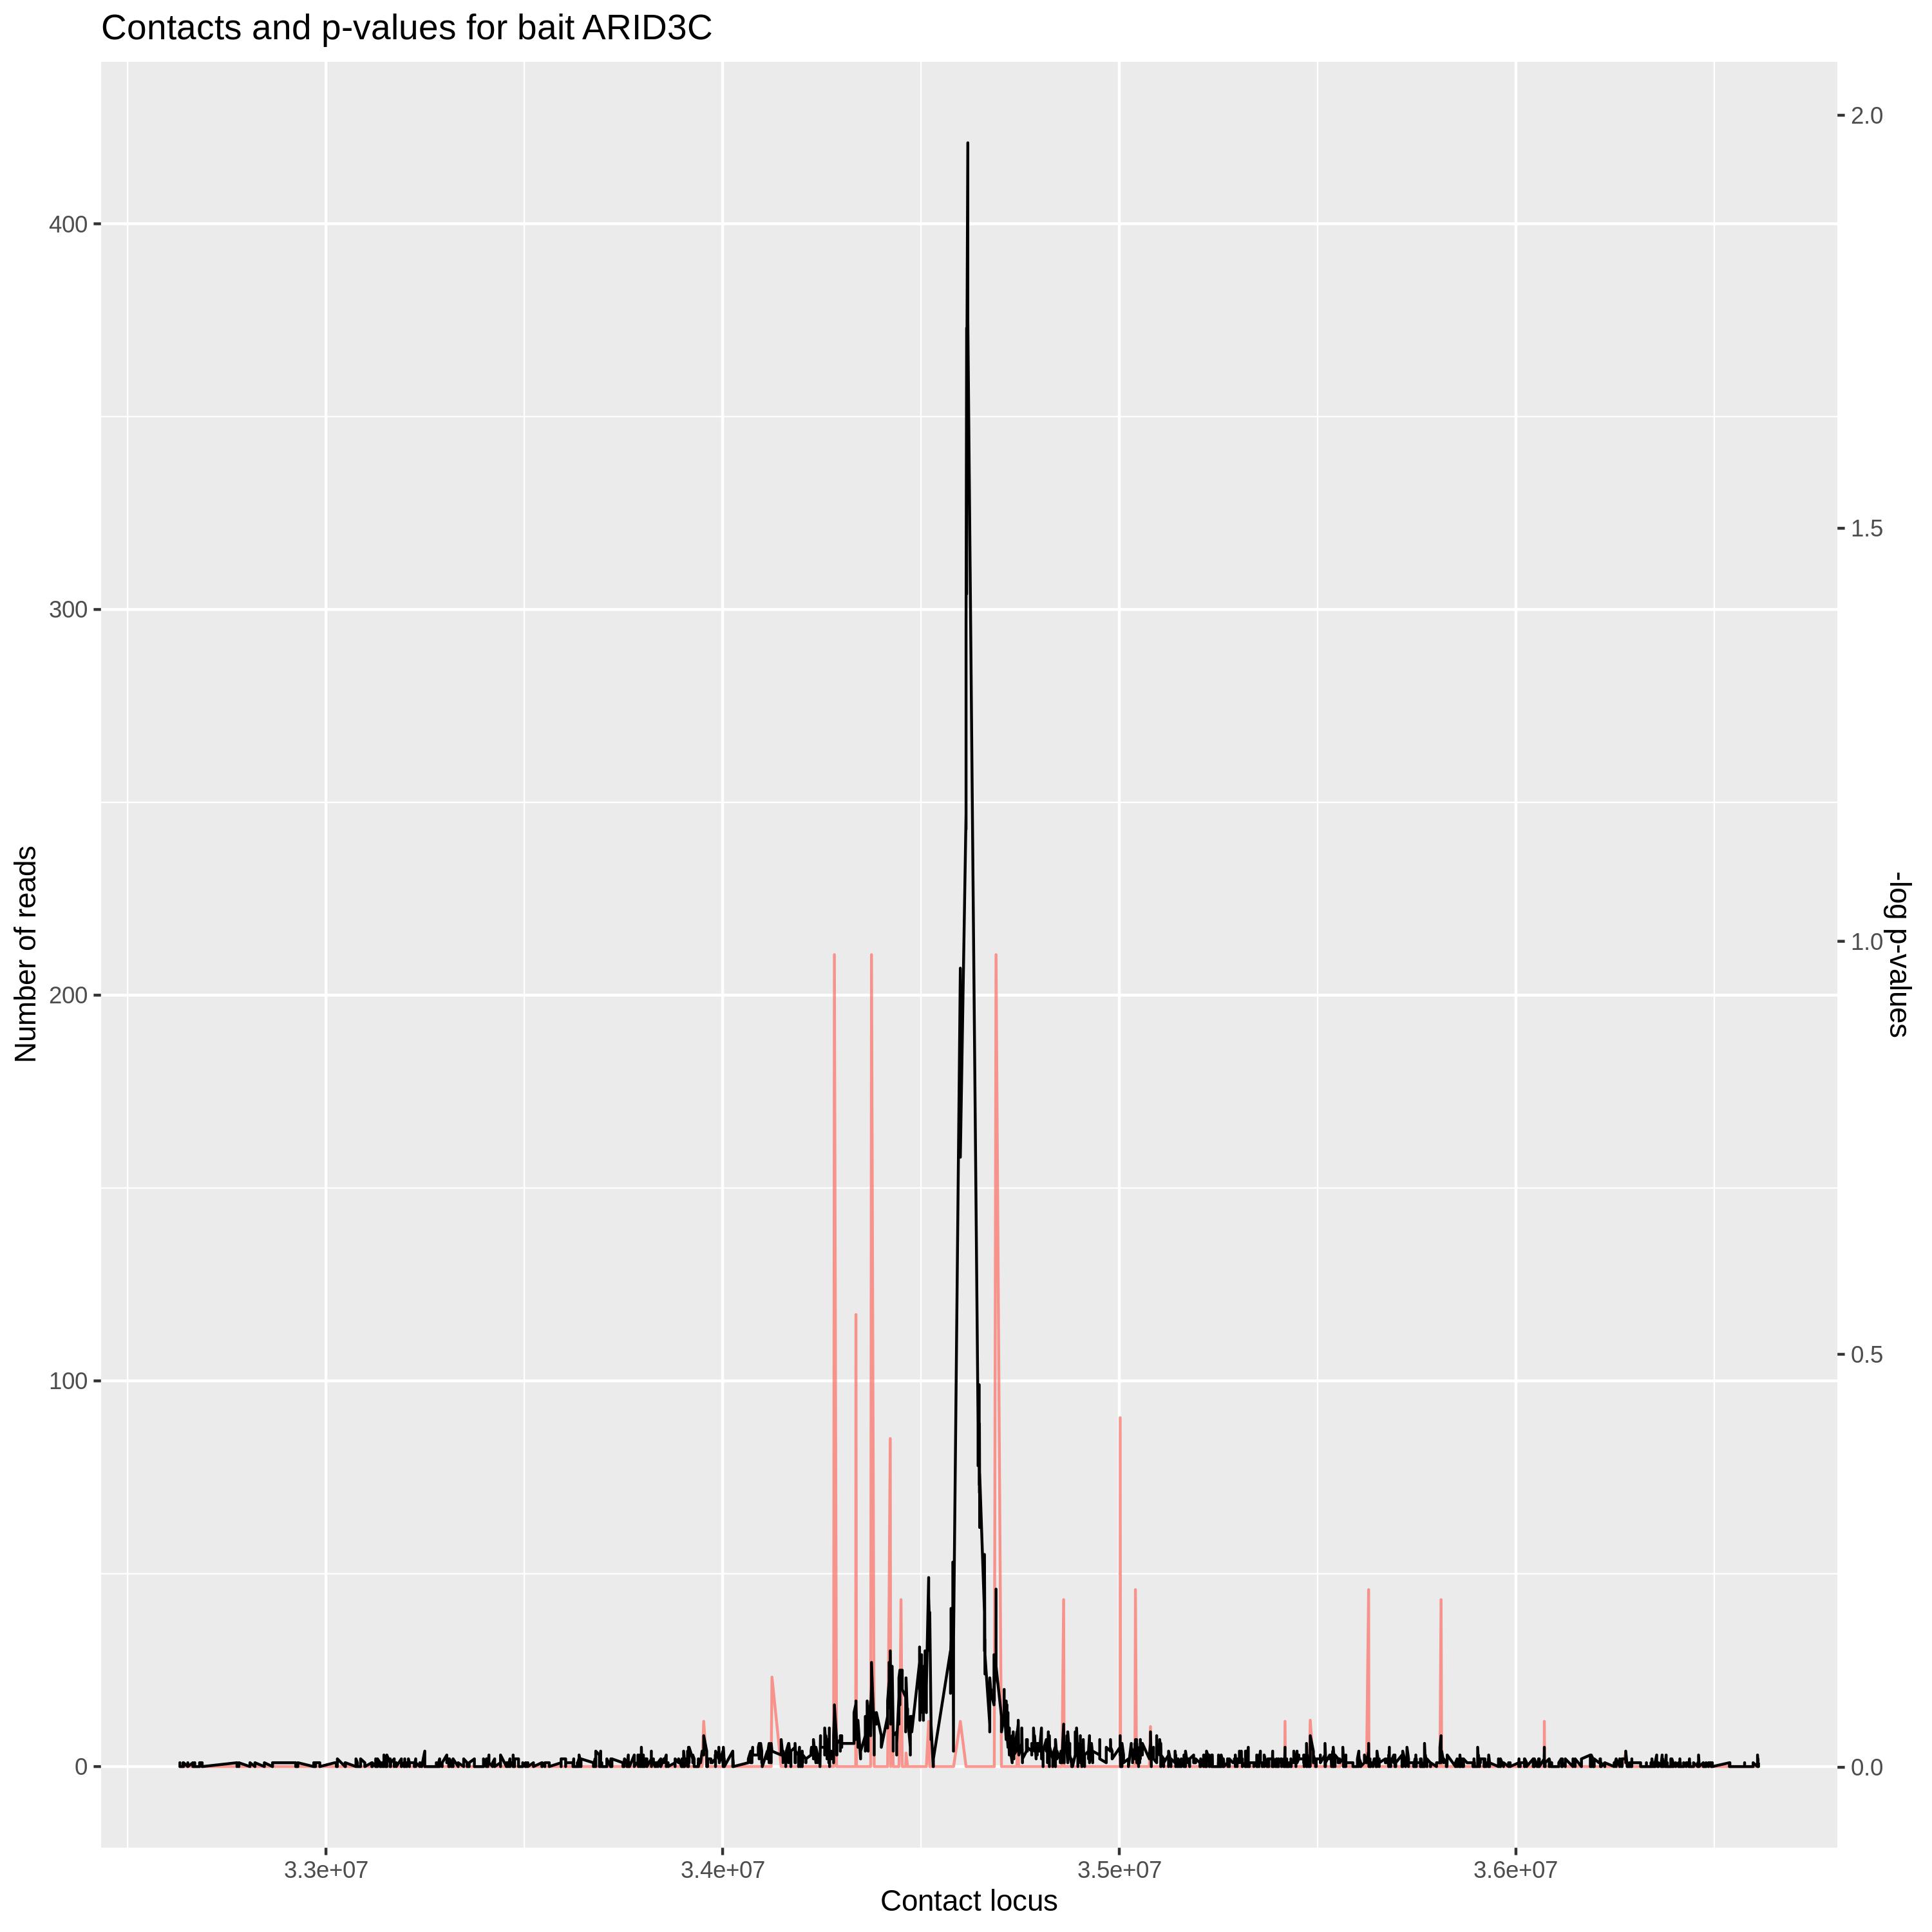 Contacts and p-values for bait ARID3C
Number of reads
400
300
200
100
0
2.0
1.5
1.0
0.5
0.0
-log p-values
3.3e+07
3.4e+07
3.5e+07
3.6e+07
Contact locus